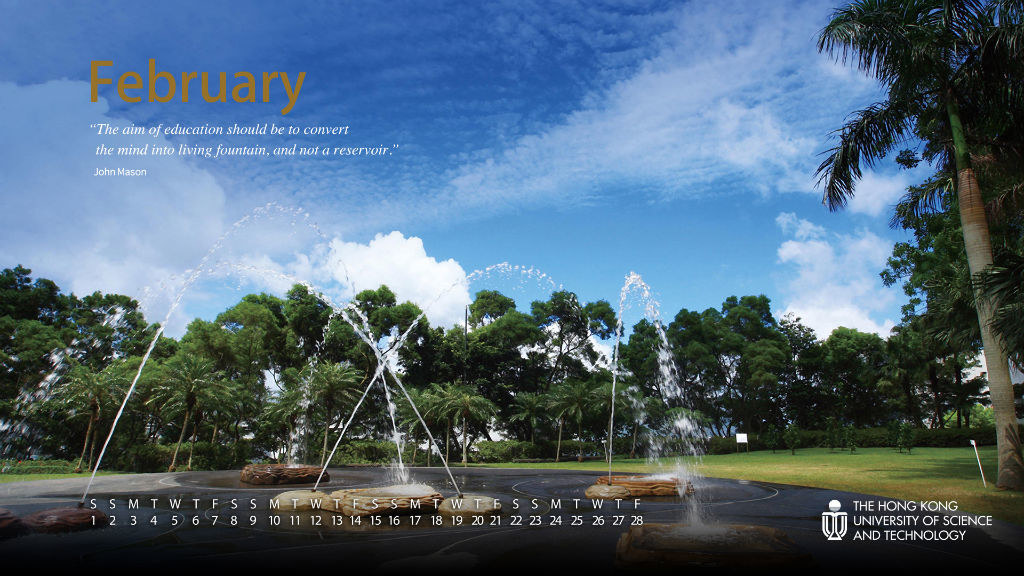 February
“The aim of education should be to convert
the mind into living fountain, and not a reservoir.”
John Mason
S S M T W T F S S M T W T F S S M T W T F S S M T W T F
1 2 3 4 5 6 7 8 9 10 11 12 13 14 15 16 17 18 19 20 21 22 23 24 25 26 27 28
THE HONG KONG
UNIVERSITY OF SCIENCE
AND TECHNOLOGY